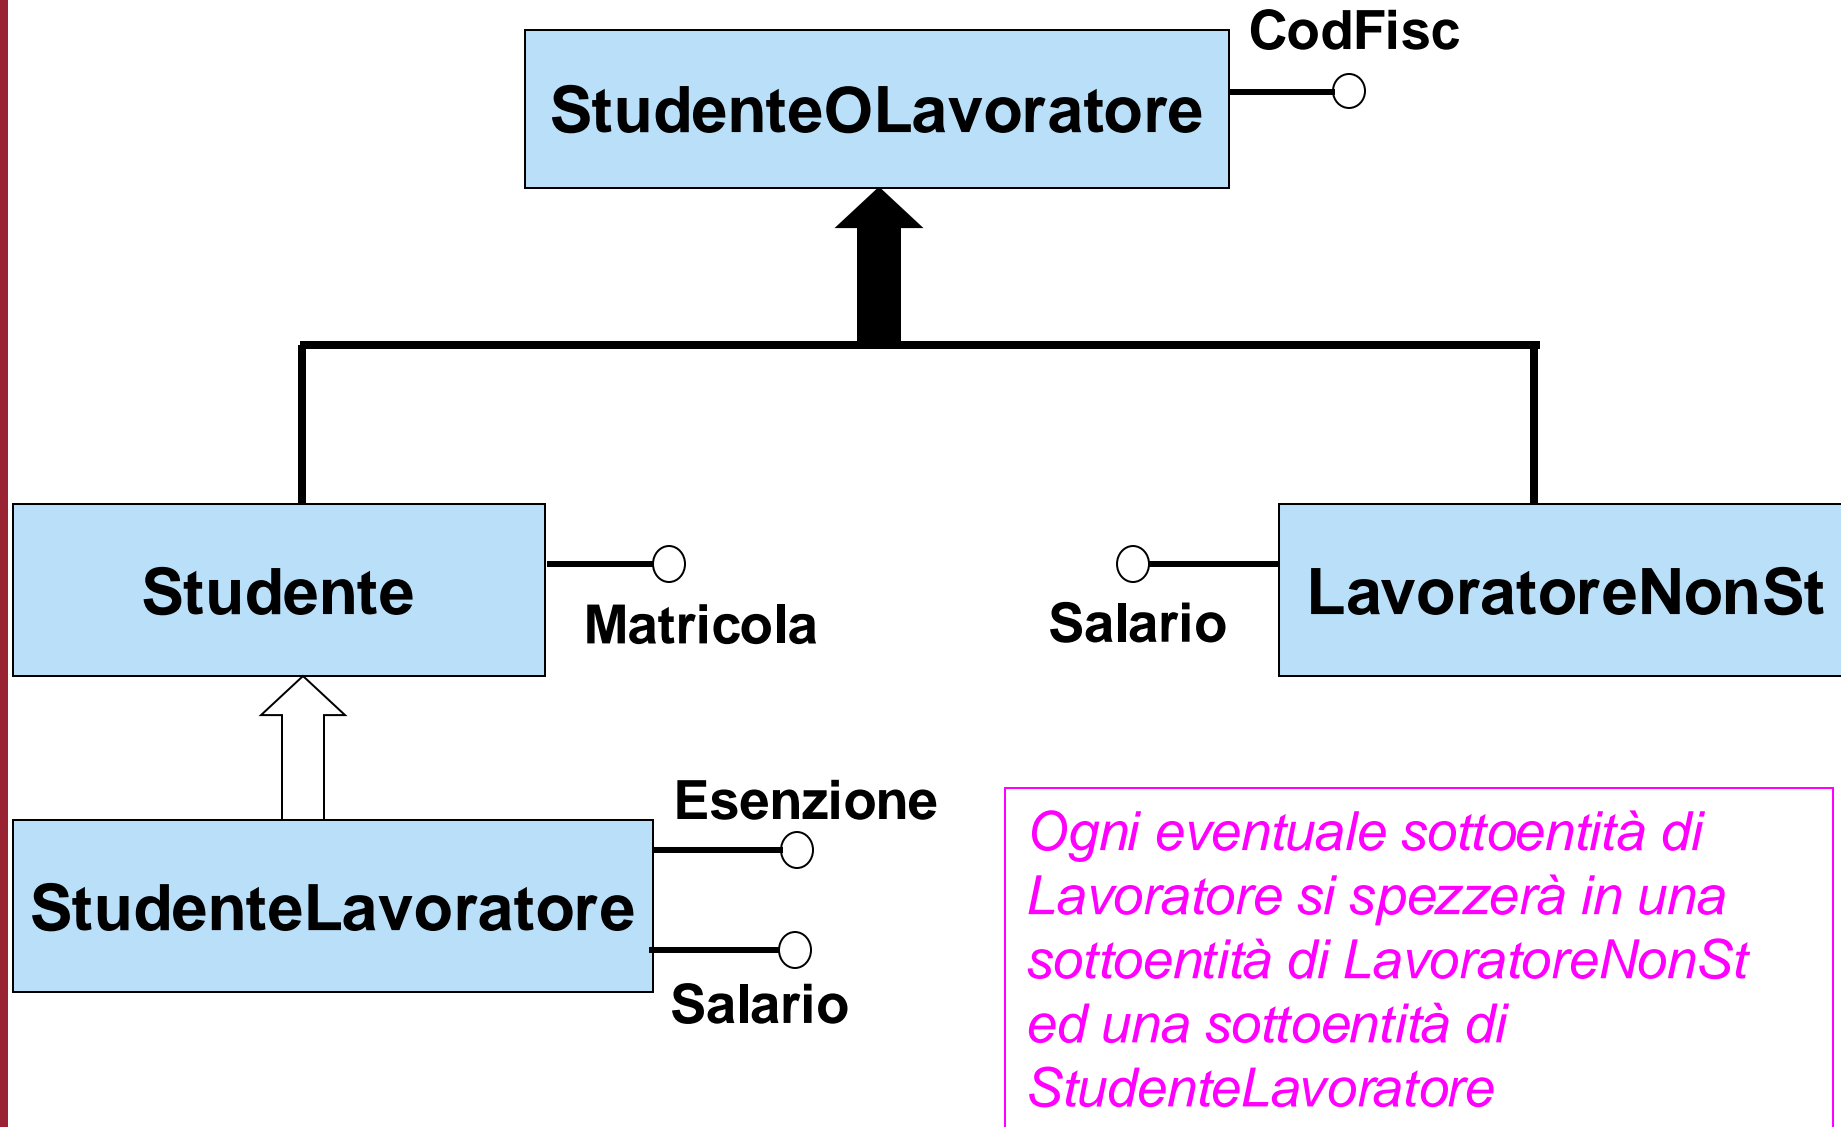 CodFisc
StudenteOLavoratore
Studente
Matricola
Salario
LavoratoreNonSt
Esenzione
StudenteLavoratore
Salario
Ogni eventuale sottoentità di
Lavoratore si spezzerà in una
sottoentità di LavoratoreNonSt
ed una sottoentità di
StudenteLavoratore